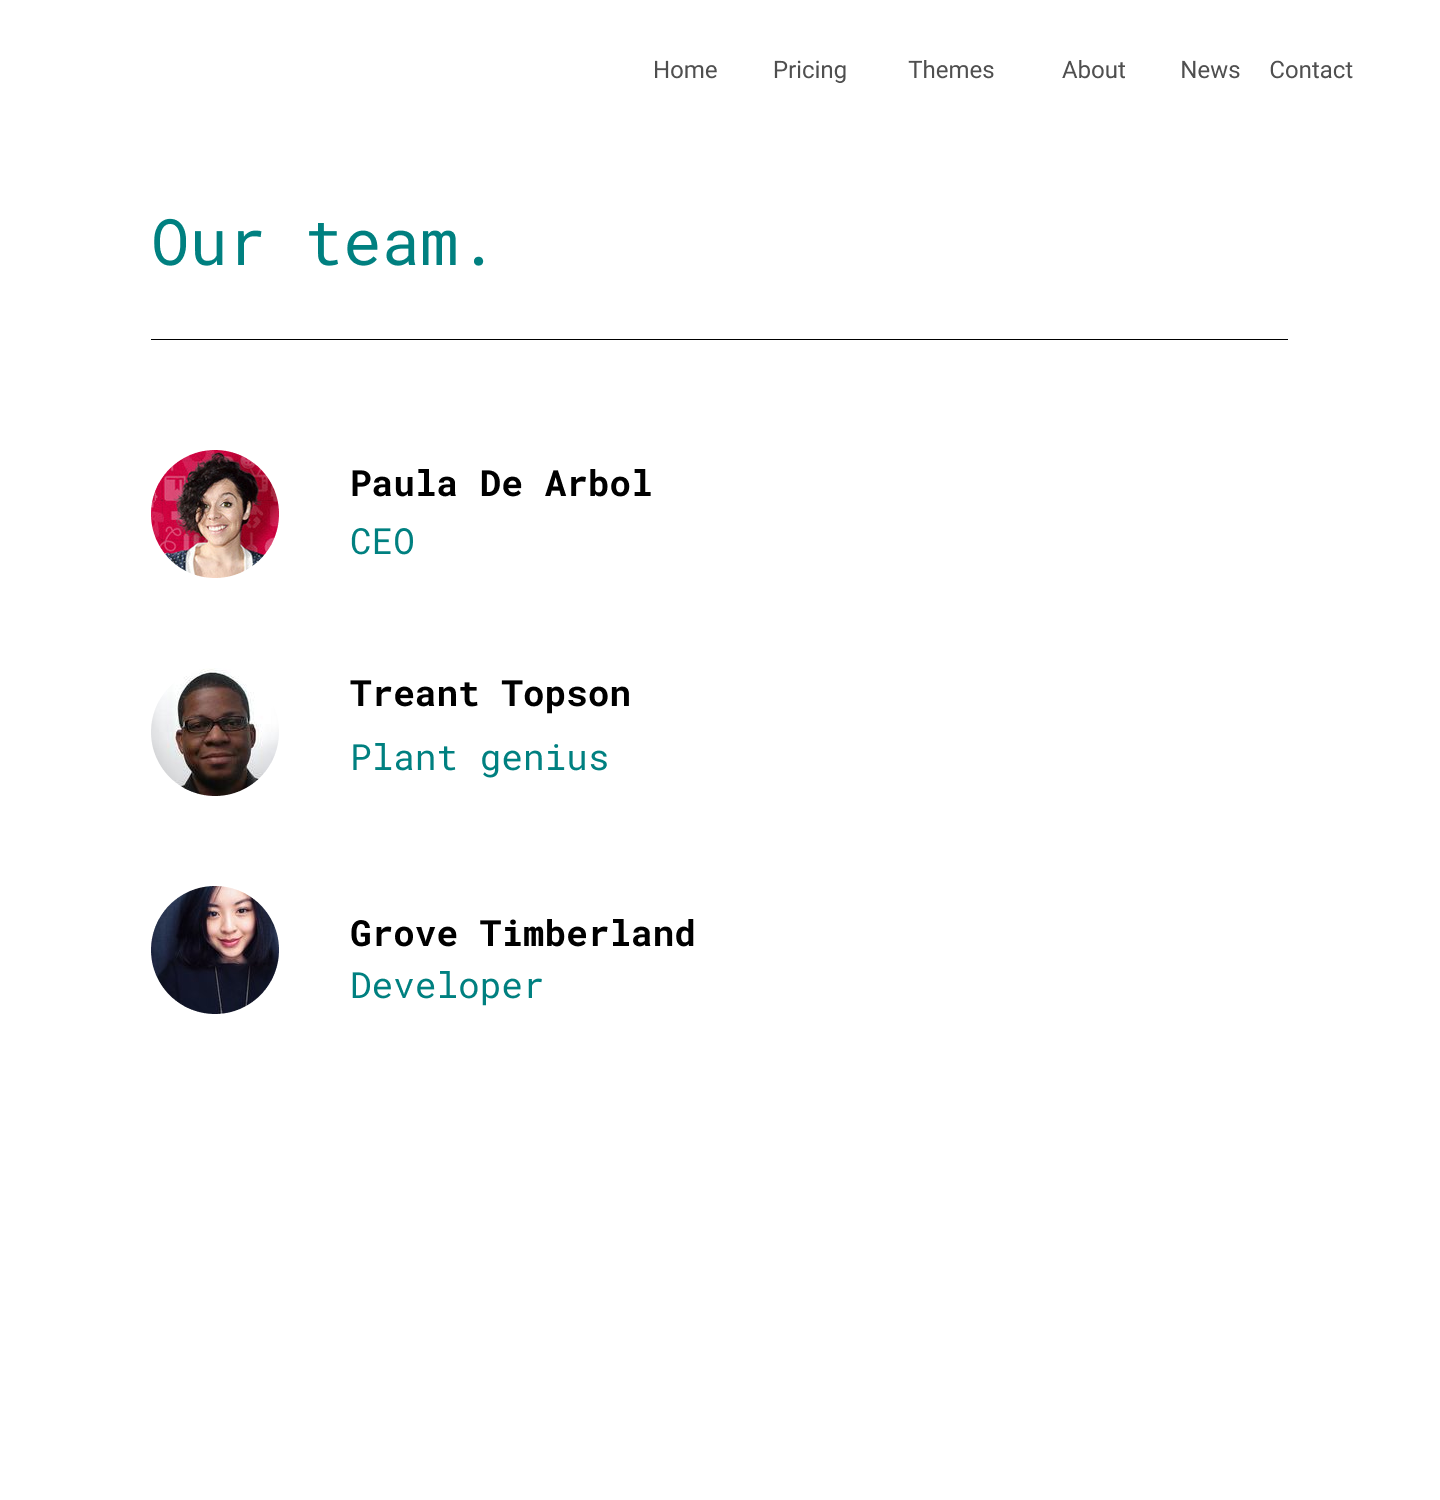 Home Pricing Themes About News Contact
Our team.
Paula De Arbol
CEO
Treant Topson
Plant genius
Grove Timberland
Developer